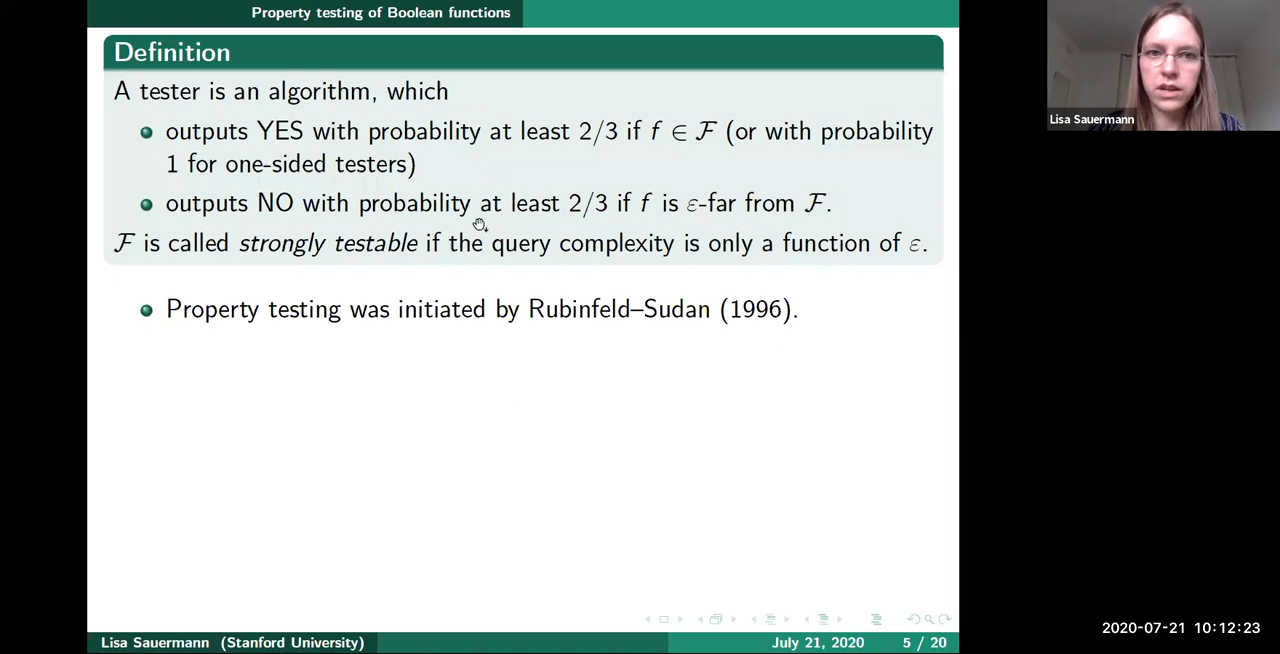 Property testing of Boolean functions
Definition
A tester is an algorithm, which
outputs YES with probability at least 2/3 if f ∈ ℱ (or with probability
1 for one-sided testers)
outputs NO with probability at least 2/3 if f is ε-far from ℱ.
ℱ is called strongly testable if the query complexity is only a function of ε.
Property testing was initiated by Rubinfeld–Sudan (1996).
Lisa Sauermann (Stanford University)
July 21, 2020
5 / 20
Lisa Sauermann
2020-07-21 10:12:23